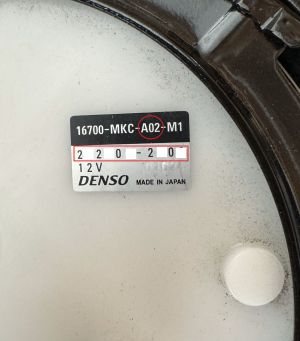 16700-MKC-A02-M1
220-20
12V
DENSO MADE IN JAPAN